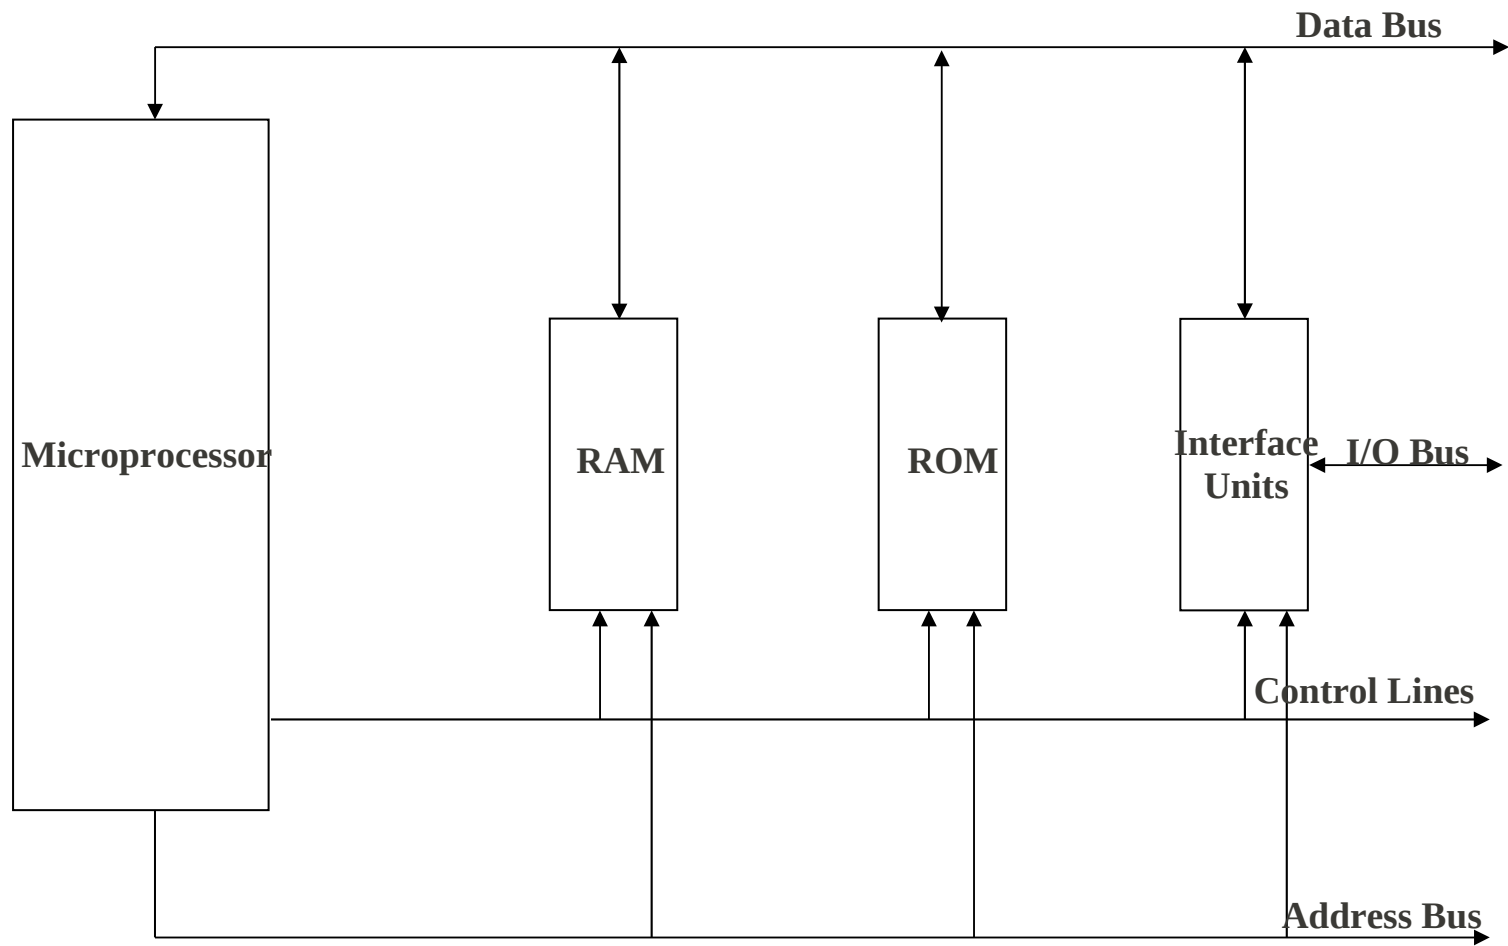 Data Bus
Microprocessor
RAM
ROM
Interface
Units
I/O Bus
Control Lines
Address Bus